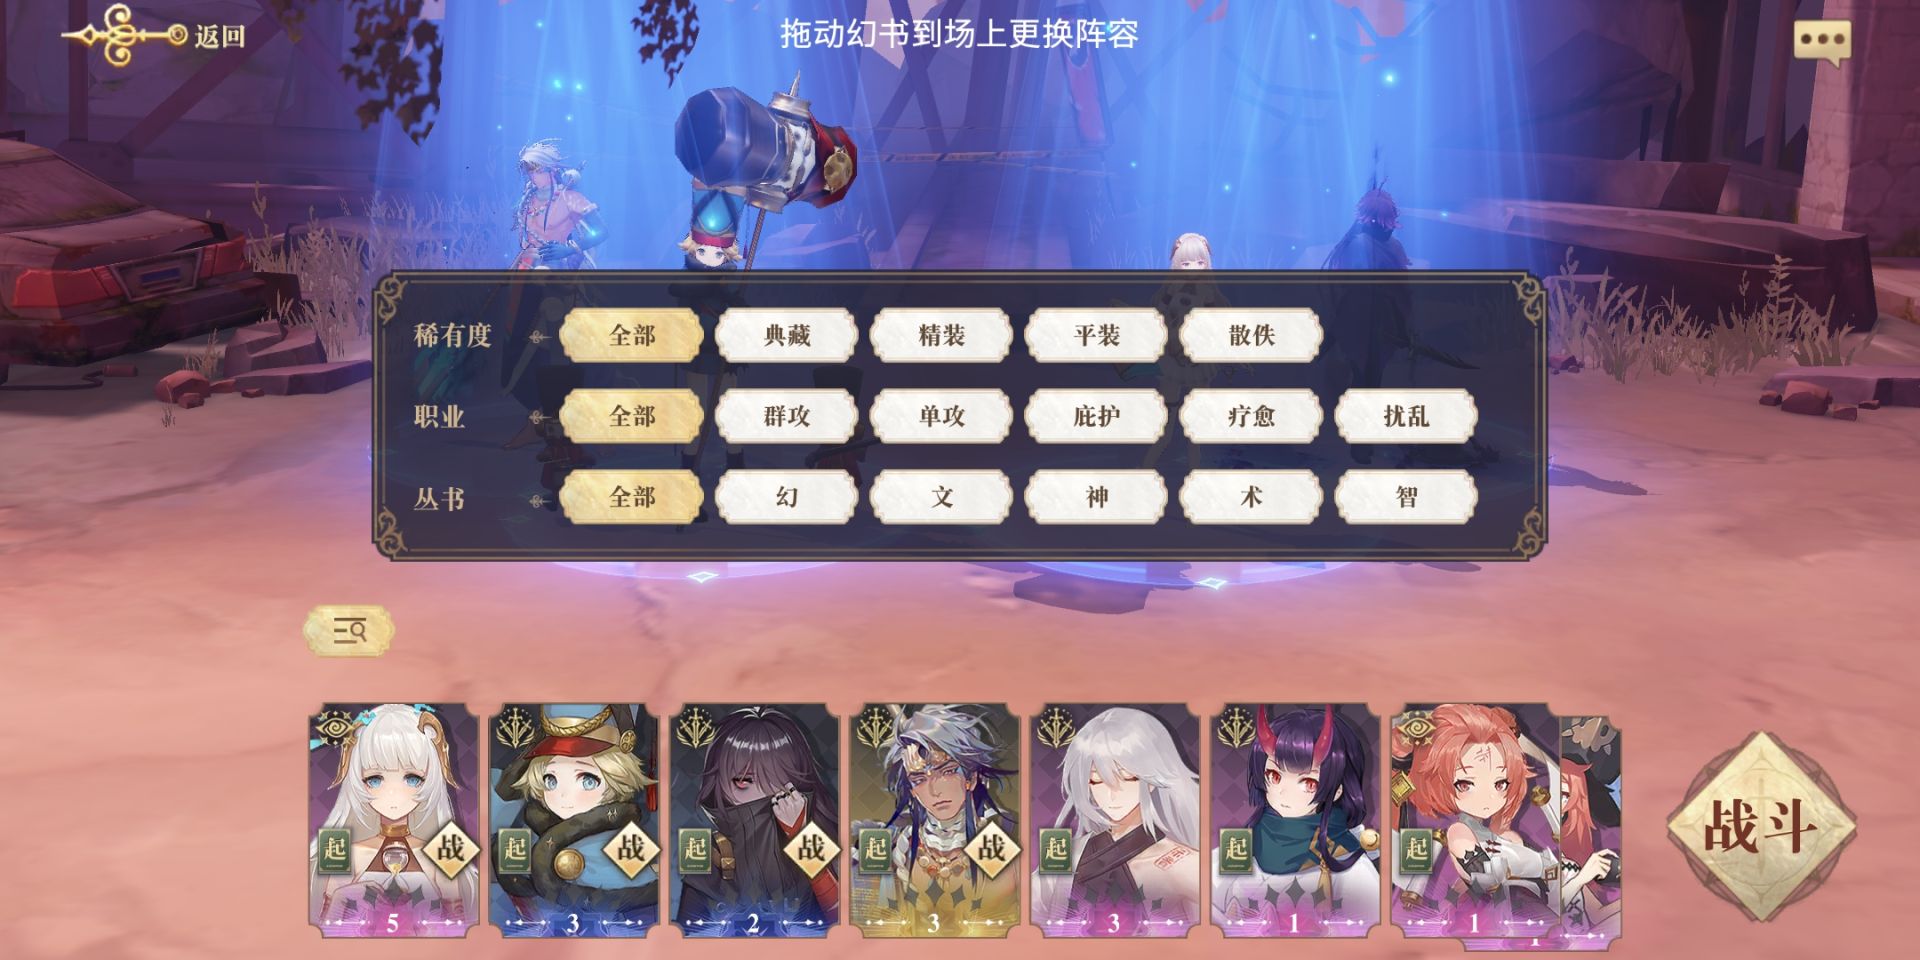 返回
拖动幻书到场上更换阵容
稀有度 全部 典藏 精装 平装 散佚
职业 全部 群攻 单攻 庇护 疗愈 扰乱
丛书 全部 幻 文 神 术 智
起 战 起 战 起 战 起 战 起 起 起
5 3 2 3 3 1 1 1
战斗